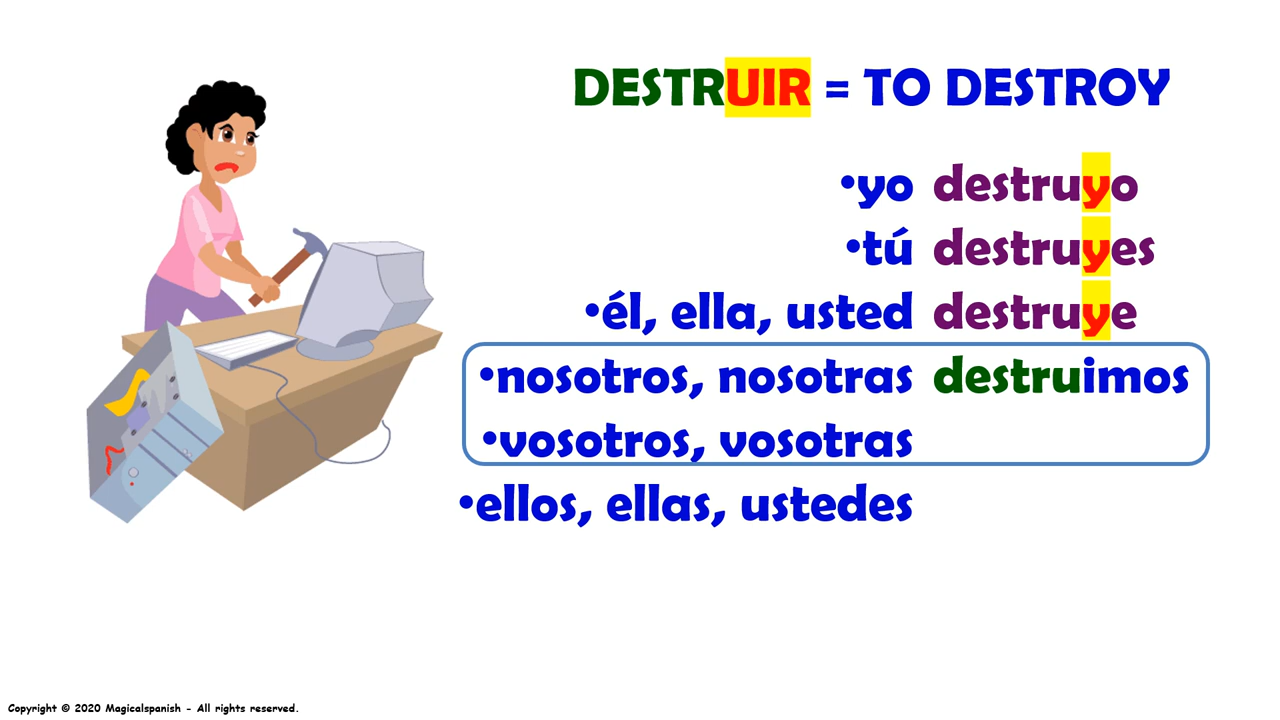 DESTRUIR = TO DESTROY
•yo destruyo
•tú destruyes
•él, ella, usted destruye
•nosotros, nosotras destruimos
•vosotros, vosotras
•ellos, ellas, ustedes
Copyright © 2020 Magicalspanish - All rights reserved.